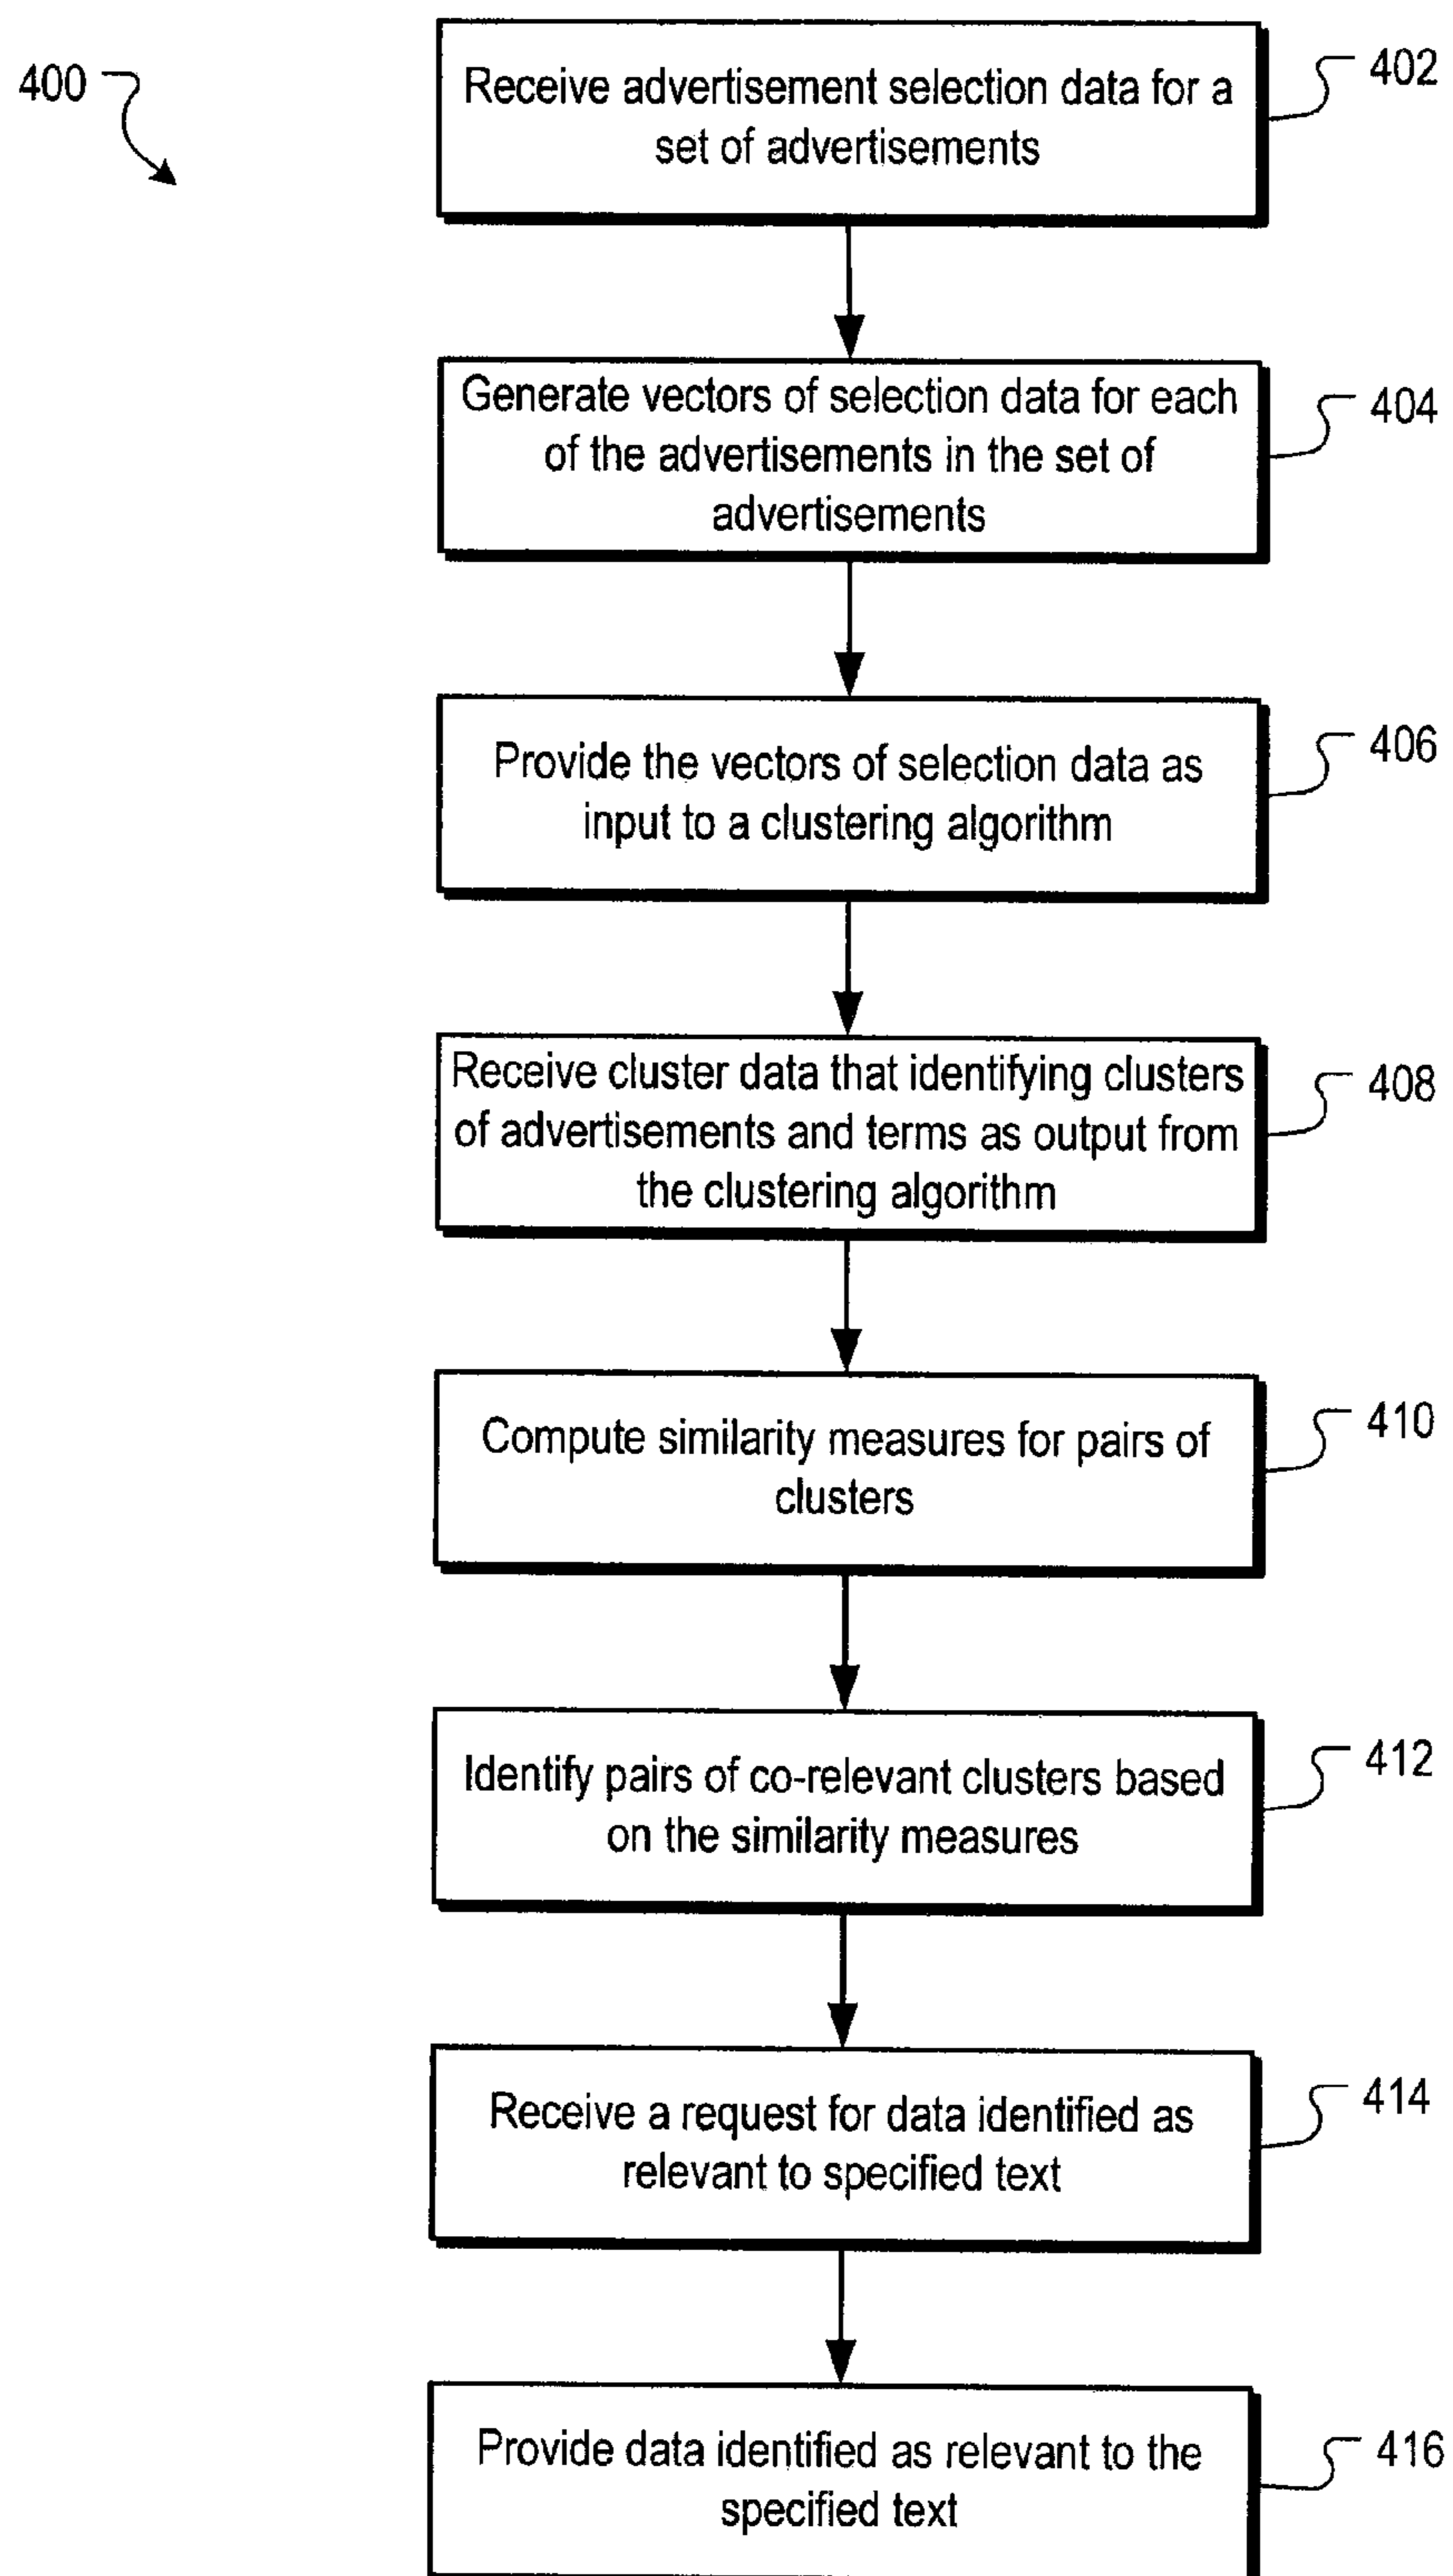 400
Receive advertisement selection data for a
set of advertisements
402
Generate vectors of selection data for each
of the advertisements in the set of
advertisements
404
Provide the vectors of selection data as
input to a clustering algorithm
406
Receive cluster data that identifying clusters
of advertisements and terms as output from
the clustering algorithm
408
Compute similarity measures for pairs of
clusters
410
Identify pairs of co-relevant clusters based
on the similarity measures
412
Receive a request for data identified as
relevant to specified text
414
Provide data identified as relevant to the
specified text
416